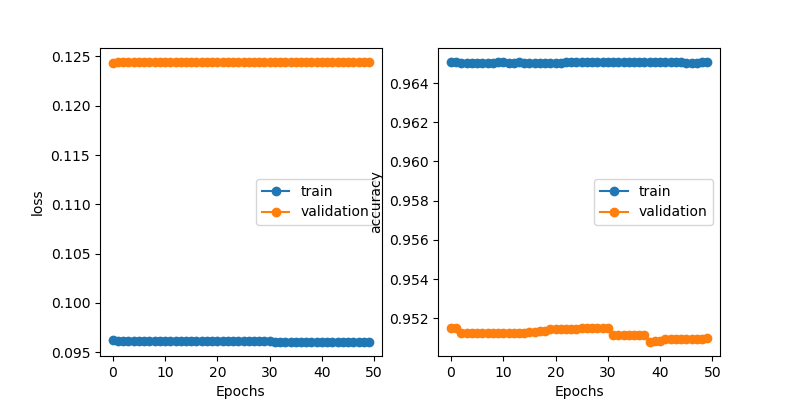 0.125
0.120
0.115
0.110
0.105
0.100
0.095
loss
0 10 20 30 40 50
Epochs
train
validation
0.964
0.962
0.960
0.958
0.956
0.954
0.952
accuracy
0 10 20 30 40 50
Epochs
train
validation